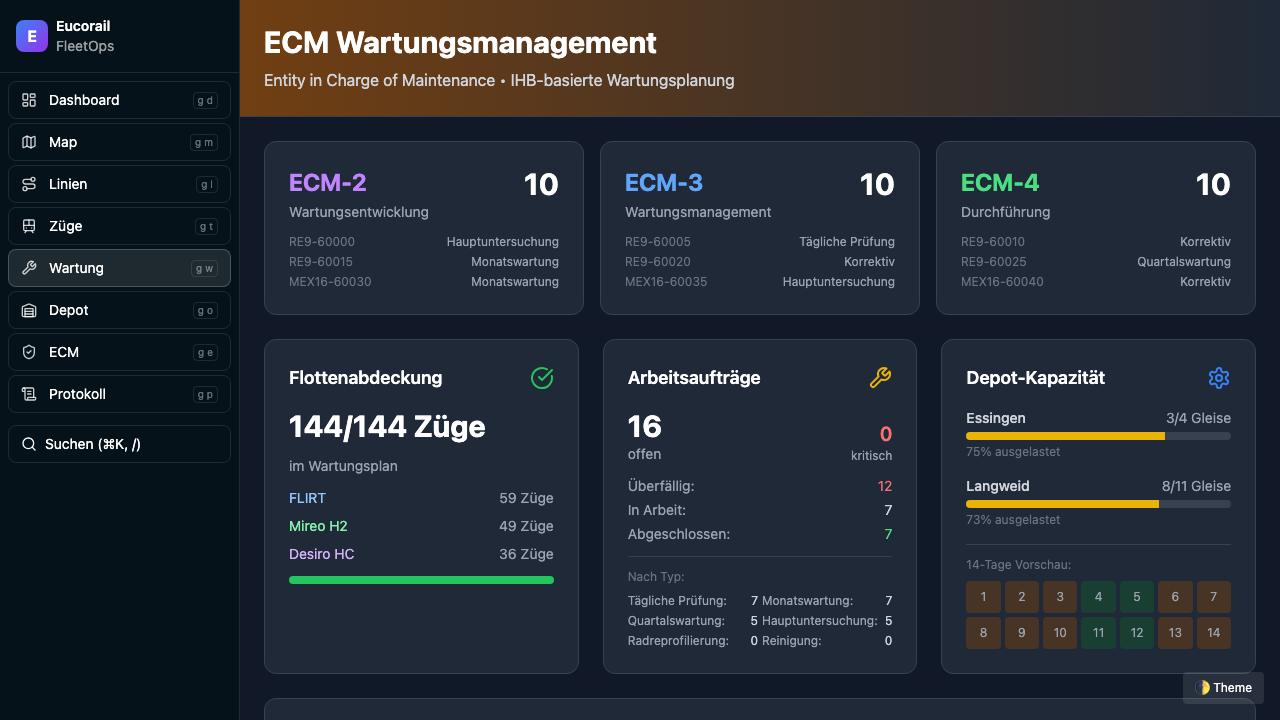 E
Eucorail
FleetOps
Dashboard g d
Map g m
Linien g l
Züge g t
Wartung g w
Depot g o
ECM g e
Protokoll g p
Suchen (⌘K, /)
ECM Wartungsmanagement
Entity in Charge of Maintenance • IHB-basierte Wartungsplanung
ECM-2 10
Wartungsentwicklung
RE9-60000 Hauptuntersuchung
RE9-60015 Monatswartung
MEX16-60030 Monatswartung
ECM-3 10
Wartungsmanagement
RE9-60005 Tägliche Prüfung
RE9-60020 Korrektiv
MEX16-60035 Hauptuntersuchung
ECM-4 10
Durchführung
RE9-60010 Korrektiv
RE9-60025 Quartalswartung
MEX16-60040 Korrektiv
Flottenabdeckung
144/144 Züge
im Wartungsplan
FLIRT 59 Züge
Mireo H2 49 Züge
Desiro HC 36 Züge
Arbeitsaufträge
16 0
offen kritisch
Überfällig: 12
In Arbeit: 7
Abgeschlossen: 7
Nach Typ:
Tägliche Prüfung: 7 Monatswartung: 7
Quartalswartung: 5 Hauptuntersuchung: 5
Radreprofilierung: 0 Reinigung: 0
Depot-Kapazität
Essingen 3/4 Gleise
75% ausgelastet
Langweid 8/11 Gleise
73% ausgelastet
14-Tage Vorschau:
1 2 3 4 5 6 7
8 9 10 11 12 13 14
Theme